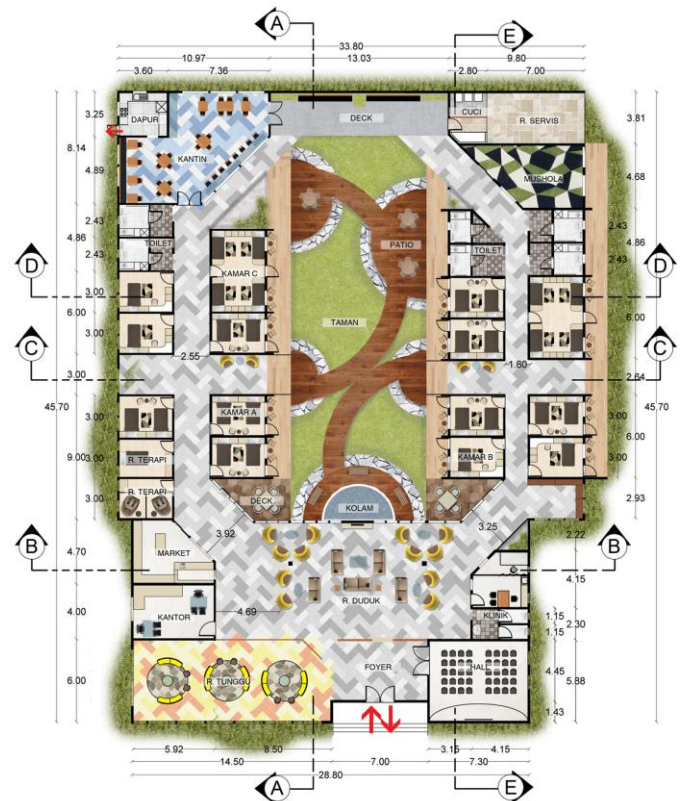 A
E
33.80
10.97
13.03
9.80
3.60
7.36
2.80
7.00
3.25
DAPUR
DECK
CUCI
R. SERVIS
3.81
8.14
4.89
KANTIN
MUSHOLA
4.68
2.43
4.86
2.43
TOILET
TOILET
2.43
4.86
2.43
PATIO
KAMAR C
D
D
3.00
6.00
3.00
TAMAN
6.00
C
C
2.55
1.80
3.00
2.64
45.70
45.70
3.00
KAMAR A
3.00
9.00
3.00
R. TERAPI
KAMAR B
6.00
3.00
3.00
R. TERAPI
DECK
KOLAM
2.93
3.92
3.25
2.22
B
B
4.70
MARKET
4.15
4.00
KANTOR
4.69
R. DUDUK
KLINIK
1.15
2.30
1.15
6.00
R. TUNGGU
FOYER
HALL
4.45
5.88
1.43
5.92
8.50
3.15
4.15
14.50
7.00
7.30
A
E
28.80